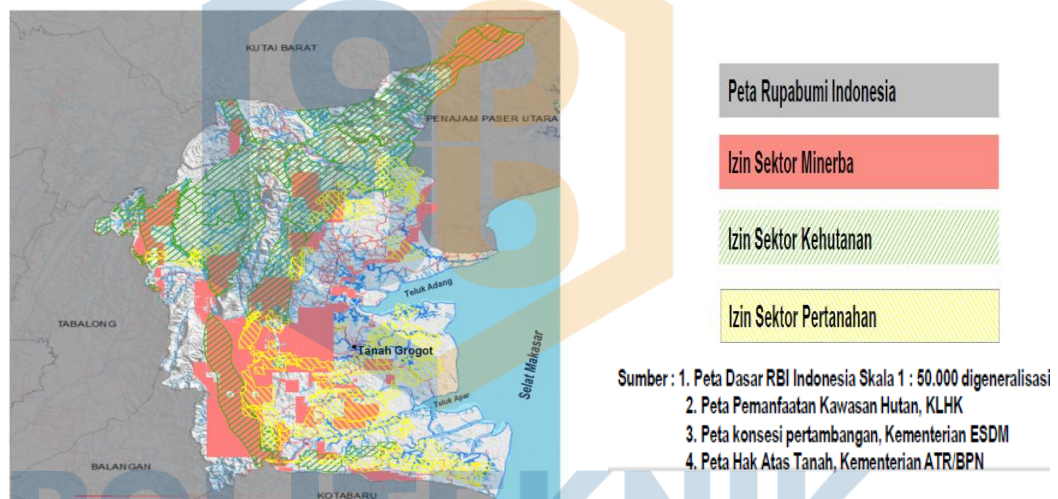 KUTAI BARAT
PENAJAM PASER UTARA
TABALONG
Teluk Adang
Tanah Grogot
Selat Makasar
Teluk Apar
BALANGAN
KOTABARU
Peta Rupabumi Indonesia
Izin Sektor Minerba
Izin Sektor Kehutanan
Izin Sektor Pertanahan
Sumber : 1. Peta Dasar RBI Indonesia Skala 1 : 50.000 digeneralisasi
2. Peta Pemanfaatan Kawasan Hutan, KLHK
3. Peta konsesi pertambangan, Kementerian ESDM
4. Peta Hak Atas Tanah, Kementerian ATR/BPN
POLITEKNIK